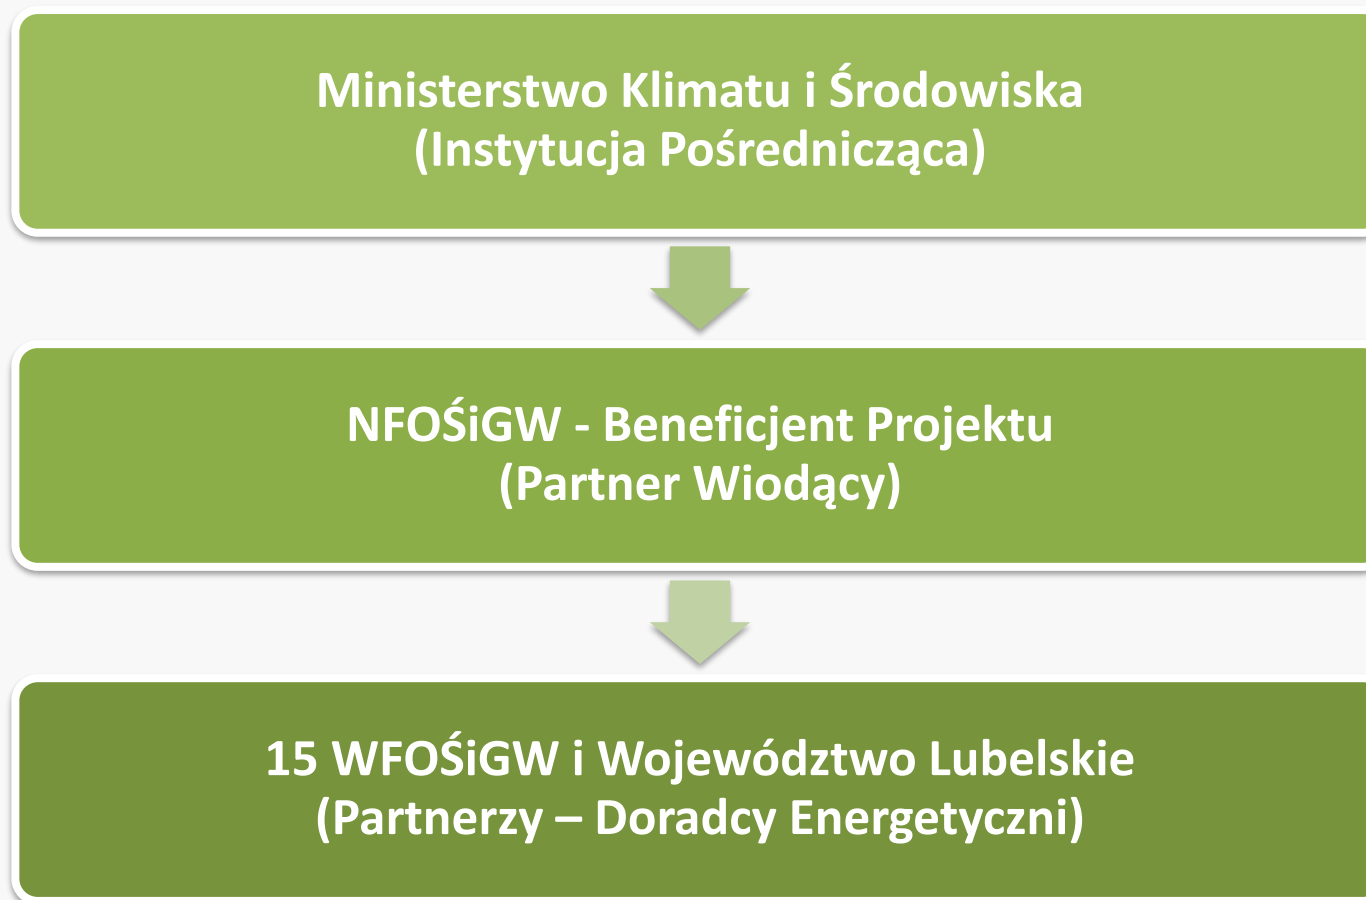 Ministerstwo Klimatu i Środowiska
(Instytucja Pośrednicząca)
NFOŚiGW - Beneficjent Projektu
(Partner Wiodący)
15 WFOŚiGW i Województwo Lubelskie
(Partnerzy – Doradcy Energetyczni)